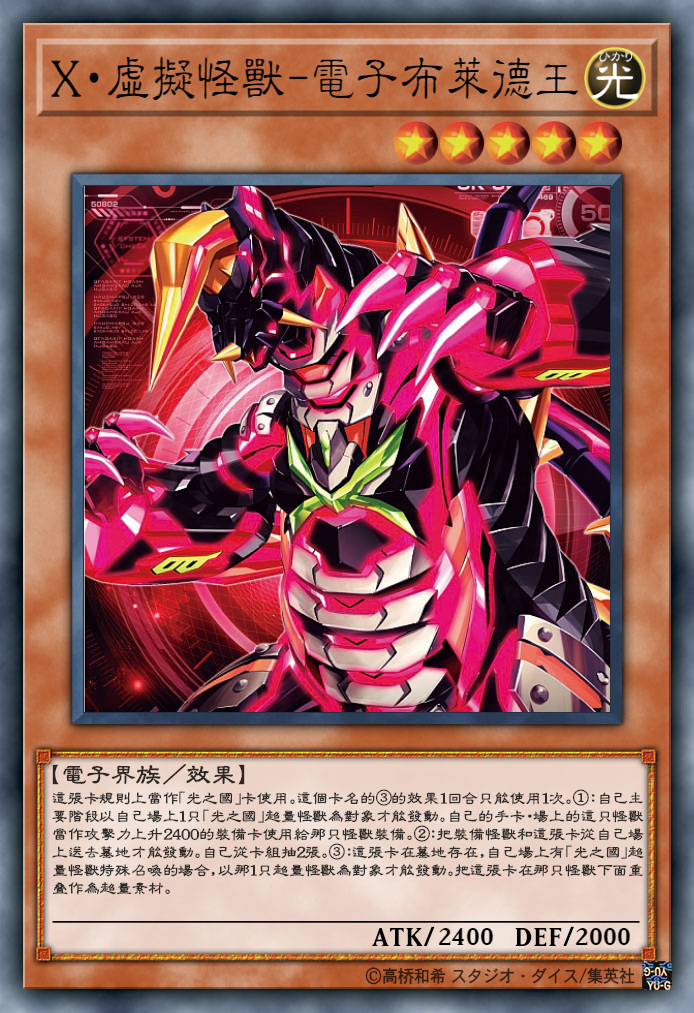 X·虛擬怪獸-電子布萊德王
ひかり
光
50802
SYSTEM
CHECK
469
50
【電子界族／效果】
這張卡規則上當作「光之國」卡使用。這個卡名的③的效果1回合只能使用1次。①：自己主
要階段以自己場上1只「光之國」超量怪獸為對象才能發動。自己的手卡·場上的這只怪獸
當作攻擊力上升2400的裝備卡使用給那只怪獸裝備。②：把裝備怪獸和這張卡從自己場
上送去墓地才能發動。自己從卡組抽2張。③：這張卡在墓地存在，自己場上有「光之國」超
量怪獸特殊召喚的場合，以那1只超量怪獸為對象才能發動。把這張卡在那只怪獸下面重
疊作為超量素材。
ATK/2400 DEF/2000
©高桥和希 スタジオ・ダイス/集英社
YU-G